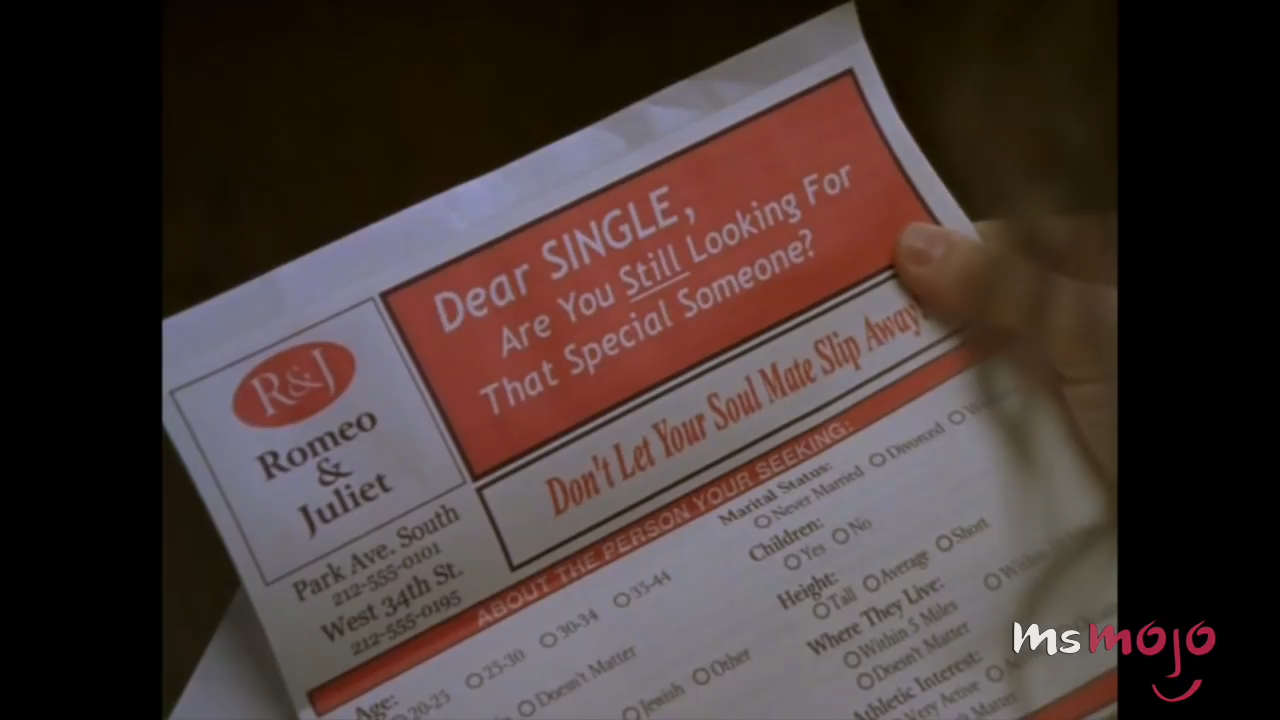 Dear SINGLE,
Are You Still Looking For
That Special Someone?
Don't Let Your Soul Mate Slip Away
R&J
Romeo
&
Juliet
Park Ave. South
212-555-0101
West 34th St.
212-555-0195
ABOUT THE PERSON YOUR SEEKING:
Age:
20-25 25-30 30-34 35-44
Doesn't Matter
Jewish Other
Marital Status:
Never Married Divorced
Children:
Yes No
Height:
Tall Average Short
Where They Live:
Within 5 Miles Within
Doesn't Matter
Athletic Interest:
Very Active
Matter
msmojo